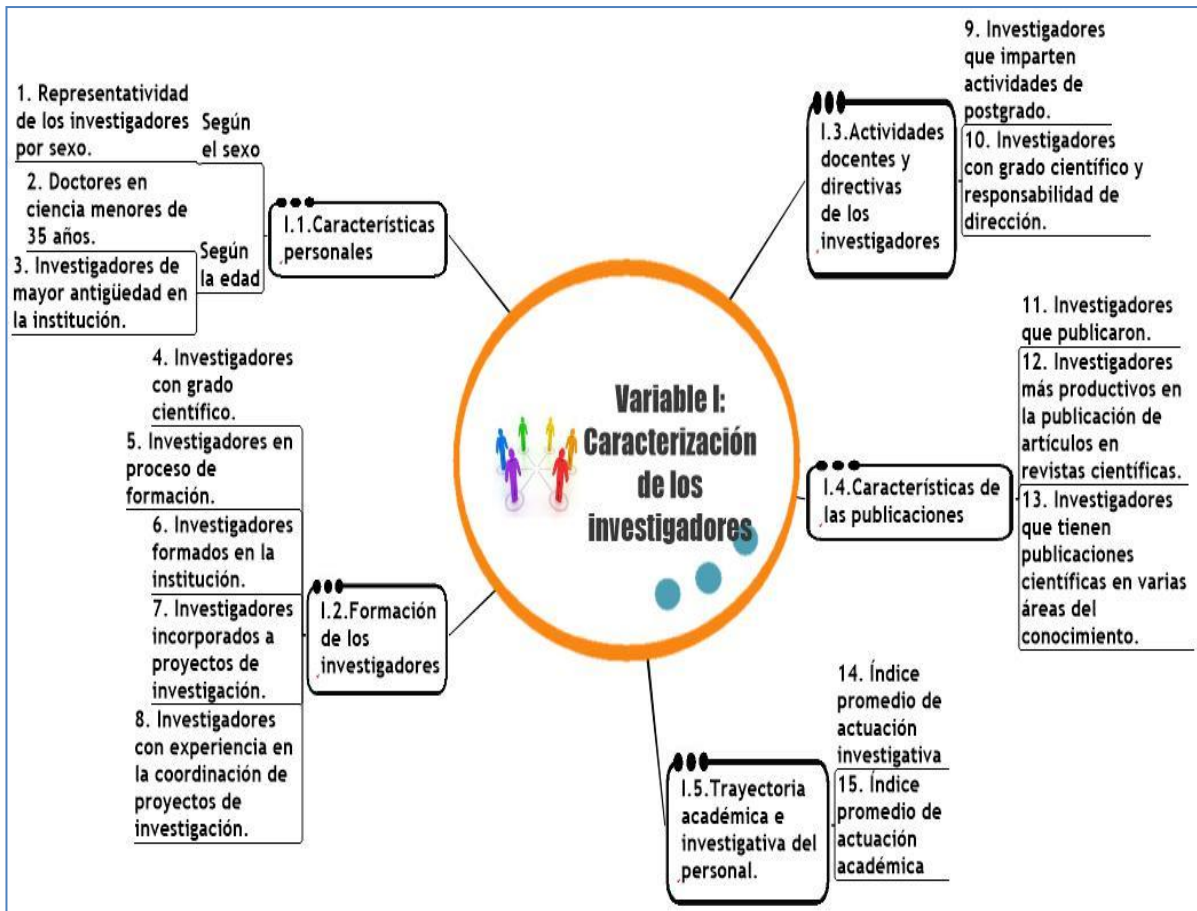 Variable I:
Caracterización
de los
investigadores
I.1.Características
personales
Según
el sexo
1. Representatividad
de los investigadores
por sexo.
Según
la edad
2. Doctores en
ciencia menores de
35 años.
3. Investigadores de
mayor antigüedad en
la institución.
I.2.Formación
de los
investigadores
4. Investigadores
con grado
científico.
5. Investigadores en
proceso de
formación.
6. Investigadores
formados en la
institución.
7. Investigadores
incorporados a
proyectos de
investigación.
8. Investigadores
con experiencia en
la coordinación de
proyectos de
investigación.
I.3.Actividades
docentes y
directivas
de los
investigadores
9. Investigadores
que imparten
actividades de
postgrado.
10. Investigadores
con grado científico y
responsabilidad de
dirección.
I.4.Características de
las publicaciones
11. Investigadores
que publicaron.
12. Investigadores
más productivos en
la publicación de
artículos en
revistas científicas.
13. Investigadores
que tienen
publicaciones
científicas en varias
áreas del
conocimiento.
I.5.Trayectoria
académica e
investigativa del
personal.
14. Índice
promedio de
actuación
investigativa
15. Índice
promedio de
actuación
académica